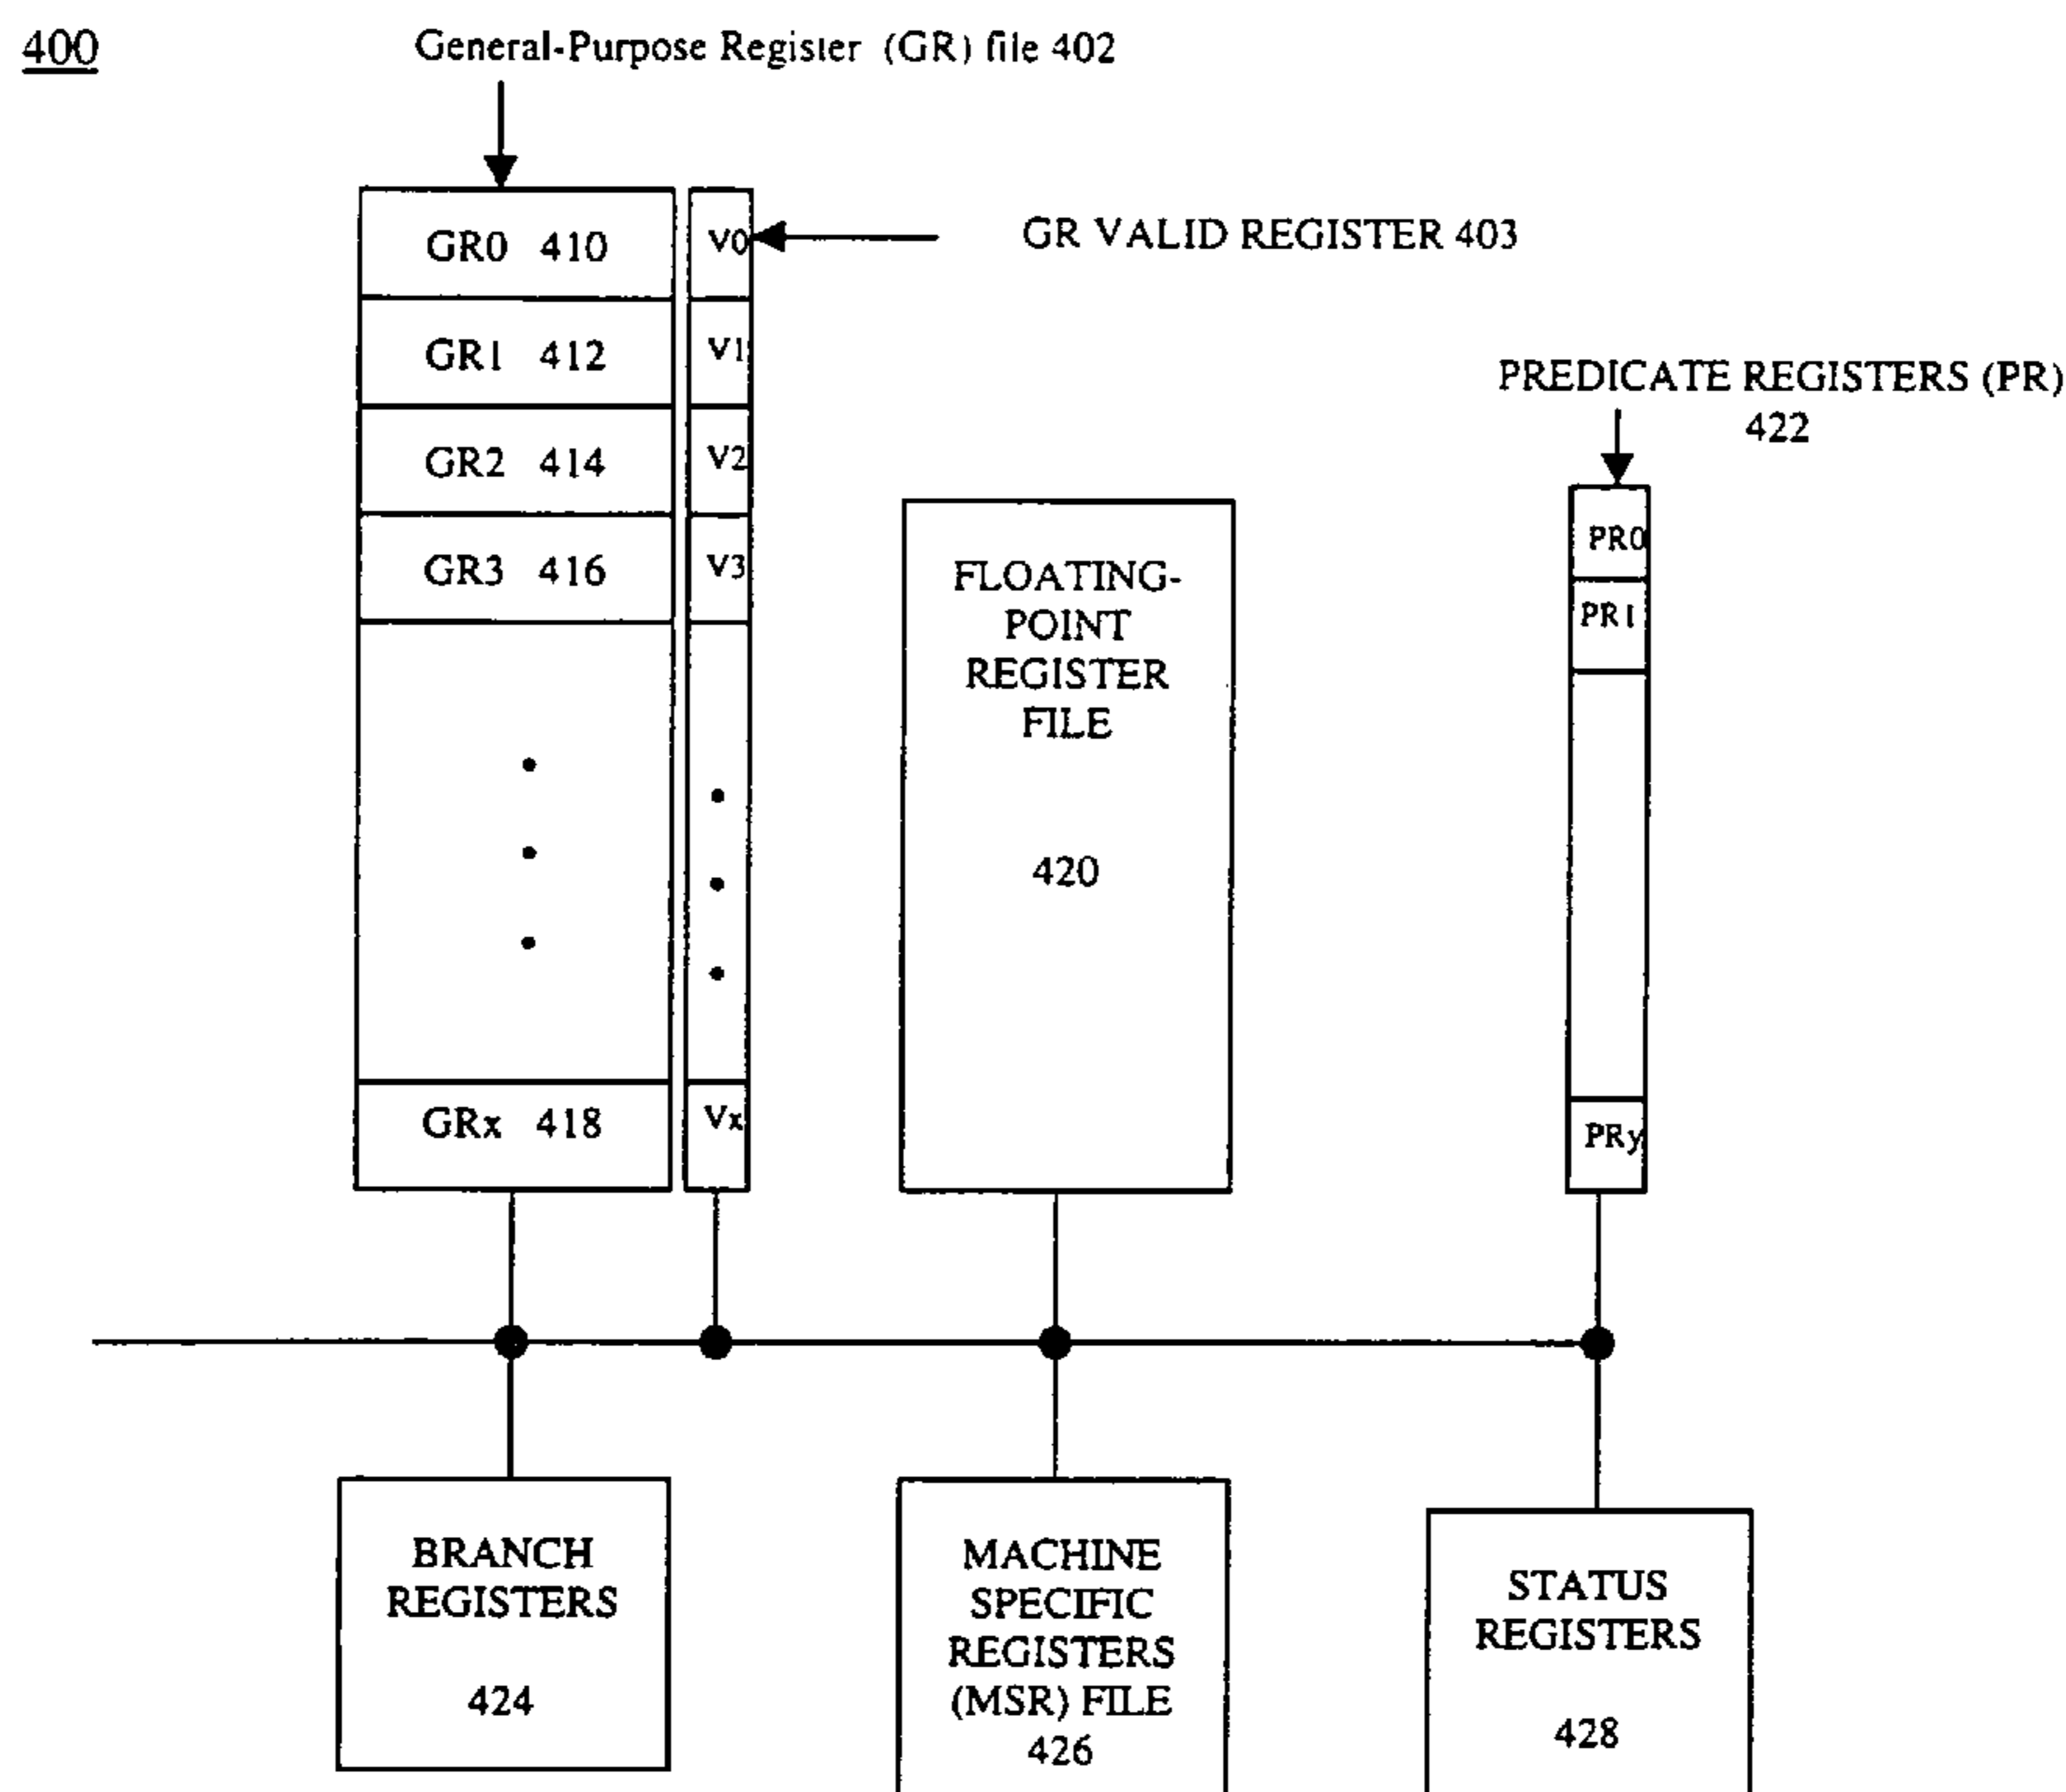 400
General-Purpose Register (GR) file 402
GR0 410
V0
GR VALID REGISTER 403
GR1 412
V1
GR2 414
V2
GR3 416
V3
GRx 418
Vx
FLOATING-
POINT
REGISTER
FILE
420
PREDICATE REGISTERS (PR)
422
PR0
PR1
PRy
BRANCH
REGISTERS
424
MACHINE
SPECIFIC
REGISTERS
(MSR) FILE
426
STATUS
REGISTERS
428